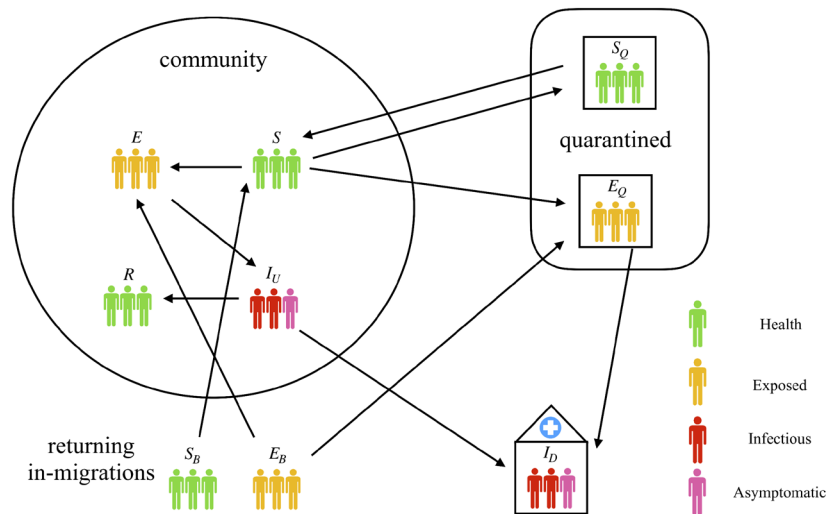 community
S_Q
E
S
quarantined
E_Q
R
I_U
Health
Exposed
returning
in-migrations
S_B
E_B
I_D
Infectious
Asymptomatic